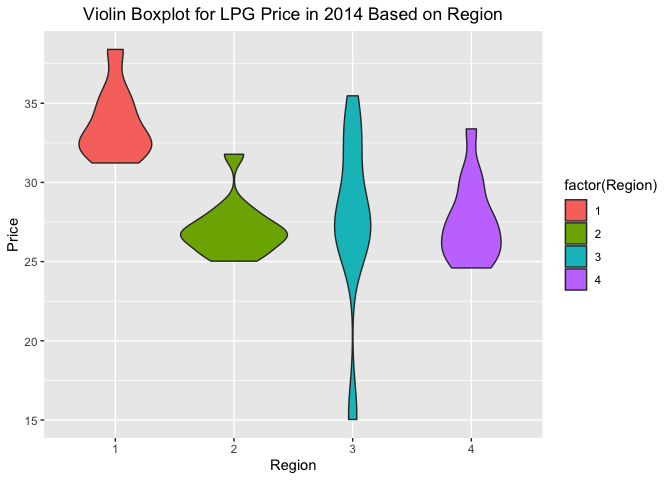 Violin Boxplot for LPG Price in 2014 Based on Region
35
30
25
20
15
Price
1 2 3 4
Region
factor(Region)
1
2
3
4